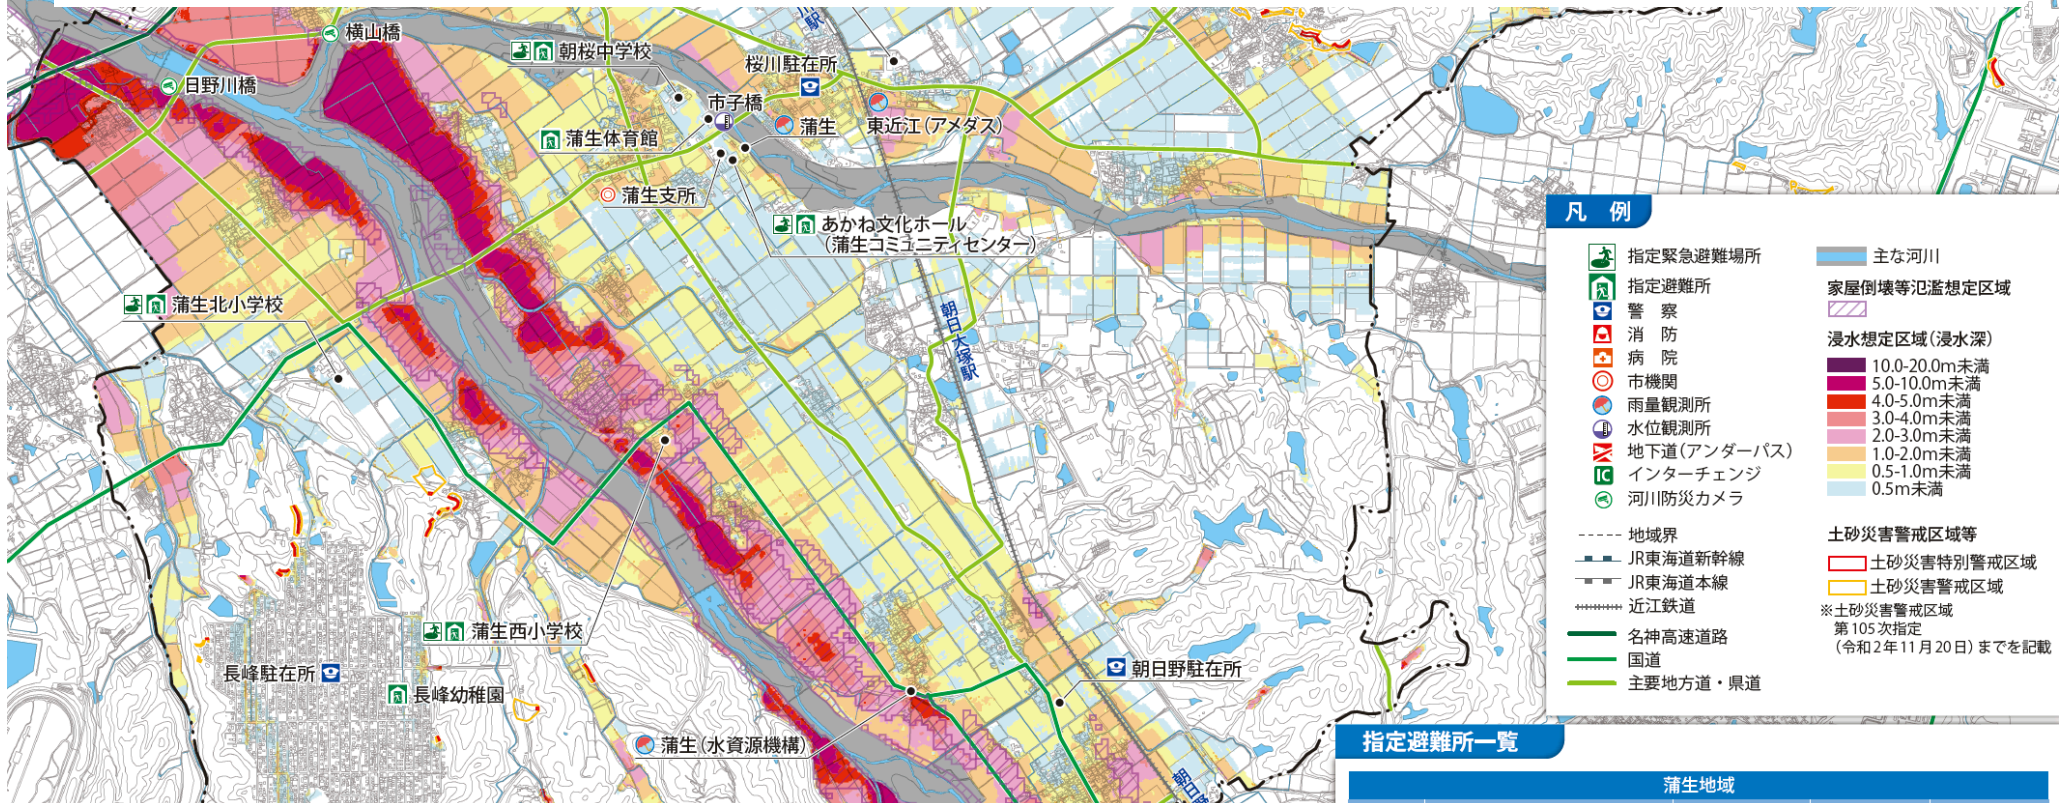 横山橋
日野川橋
朝桜中学校
桜川駐在所
市子橋
蒲生
東近江(アメダス)
蒲生体育館
蒲生支所
あかね文化ホール
(蒲生コミュニティセンター)
蒲生北小学校
朝日大塚駅
蒲生西小学校
長峰駐在所
長峰幼稚園
朝日野駐在所
蒲生(水資源機構)
凡 例
指定緊急避難場所
指定避難所
警 察
消 防
病 院
市機関
雨量観測所
水位観測所
地下道(アンダーパス)
IC インターチェンジ
河川防災カメラ
地域界
JR東海道新幹線
JR東海道本線
近江鉄道
名神高速道路
国道
主要地方道・県道
主な河川
家屋倒壊等氾濫想定区域
浸水想定区域(浸水深)
10.0-20.0m未満
5.0-10.0m未満
4.0-5.0m未満
3.0-4.0m未満
2.0-3.0m未満
1.0-2.0m未満
0.5-1.0m未満
0.5m未満
土砂災害警戒区域等
土砂災害特別警戒区域
土砂災害警戒区域
※土砂災害警戒区域
第105次指定
(令和2年11月20日)までを記載
指定避難所一覧
蒲生地域